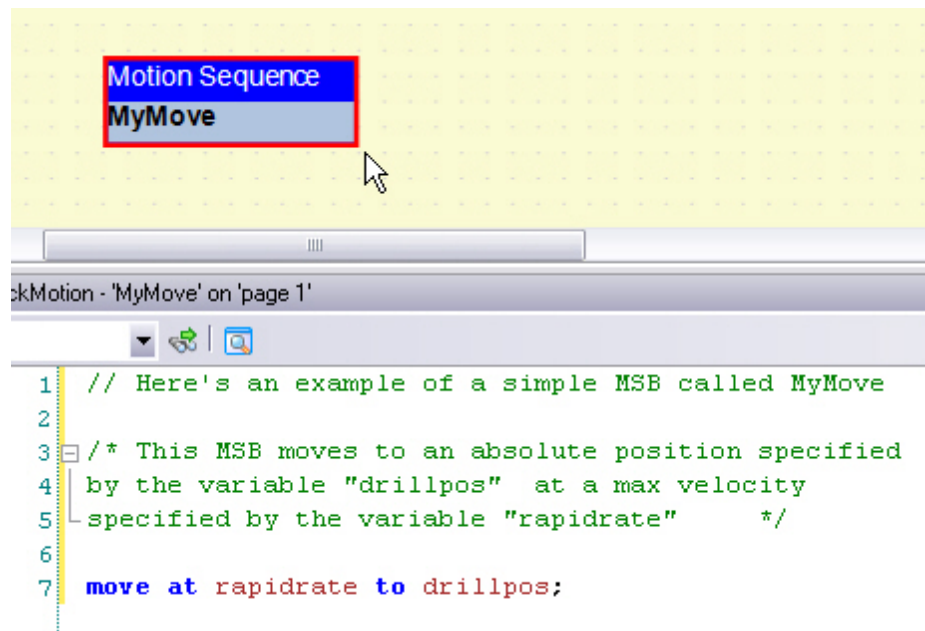 Motion Sequence
MyMove
ckMotion - 'MyMove' on 'page 1'
1 // Here's an example of a simple MSB called MyMove
2
3 /* This MSB moves to an absolute position specified
4 by the variable "drillpos"  at a max velocity
5 specified by the variable "rapidrate"      */
6
7 move at rapidrate to drillpos;